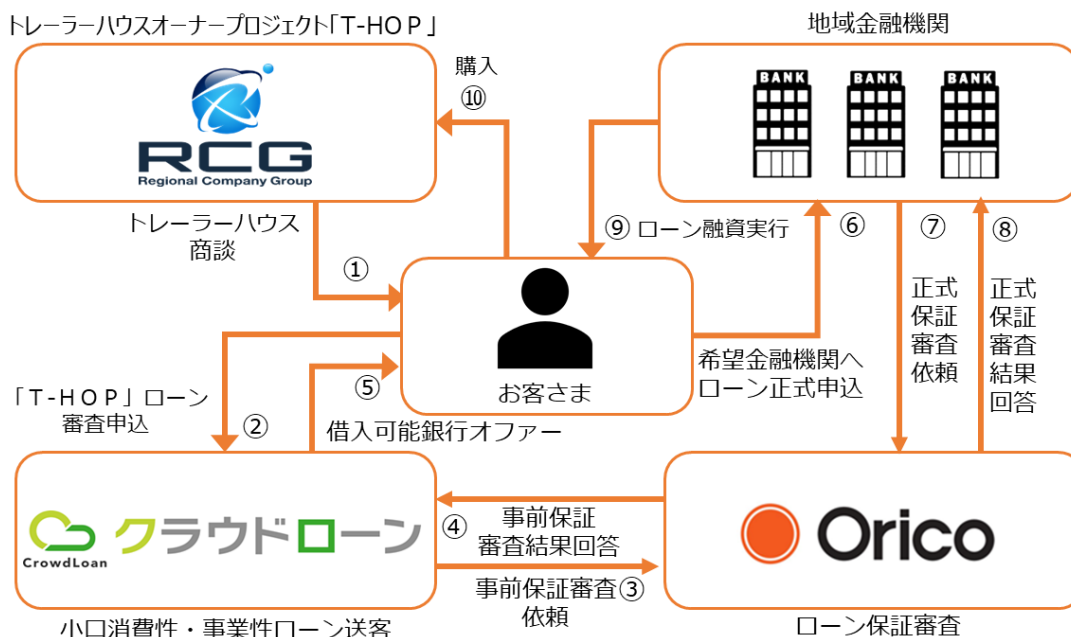 トレーラーハウスオーナープロジェクト「T-HOP」
地域金融機関
RCG
Regional Company Group
購入
⑩
BANK
BANK
BANK
トレーラーハウス
商談
①
⑨ ローン融資実行
⑥
⑦
⑧
お客さま
希望金融機関へ
ローン正式申込
正式
保証
審査
依頼
正式
保証
審査
結果
回答
「T-HOP」ローン
審査申込
②
⑤
借入可能銀行オファー
CrowdLoan
クラウドローン
④
事前保証
審査結果回答
事前保証審査③
依頼
Orico
小口消費性・事業性ローン送客
ローン保証審査